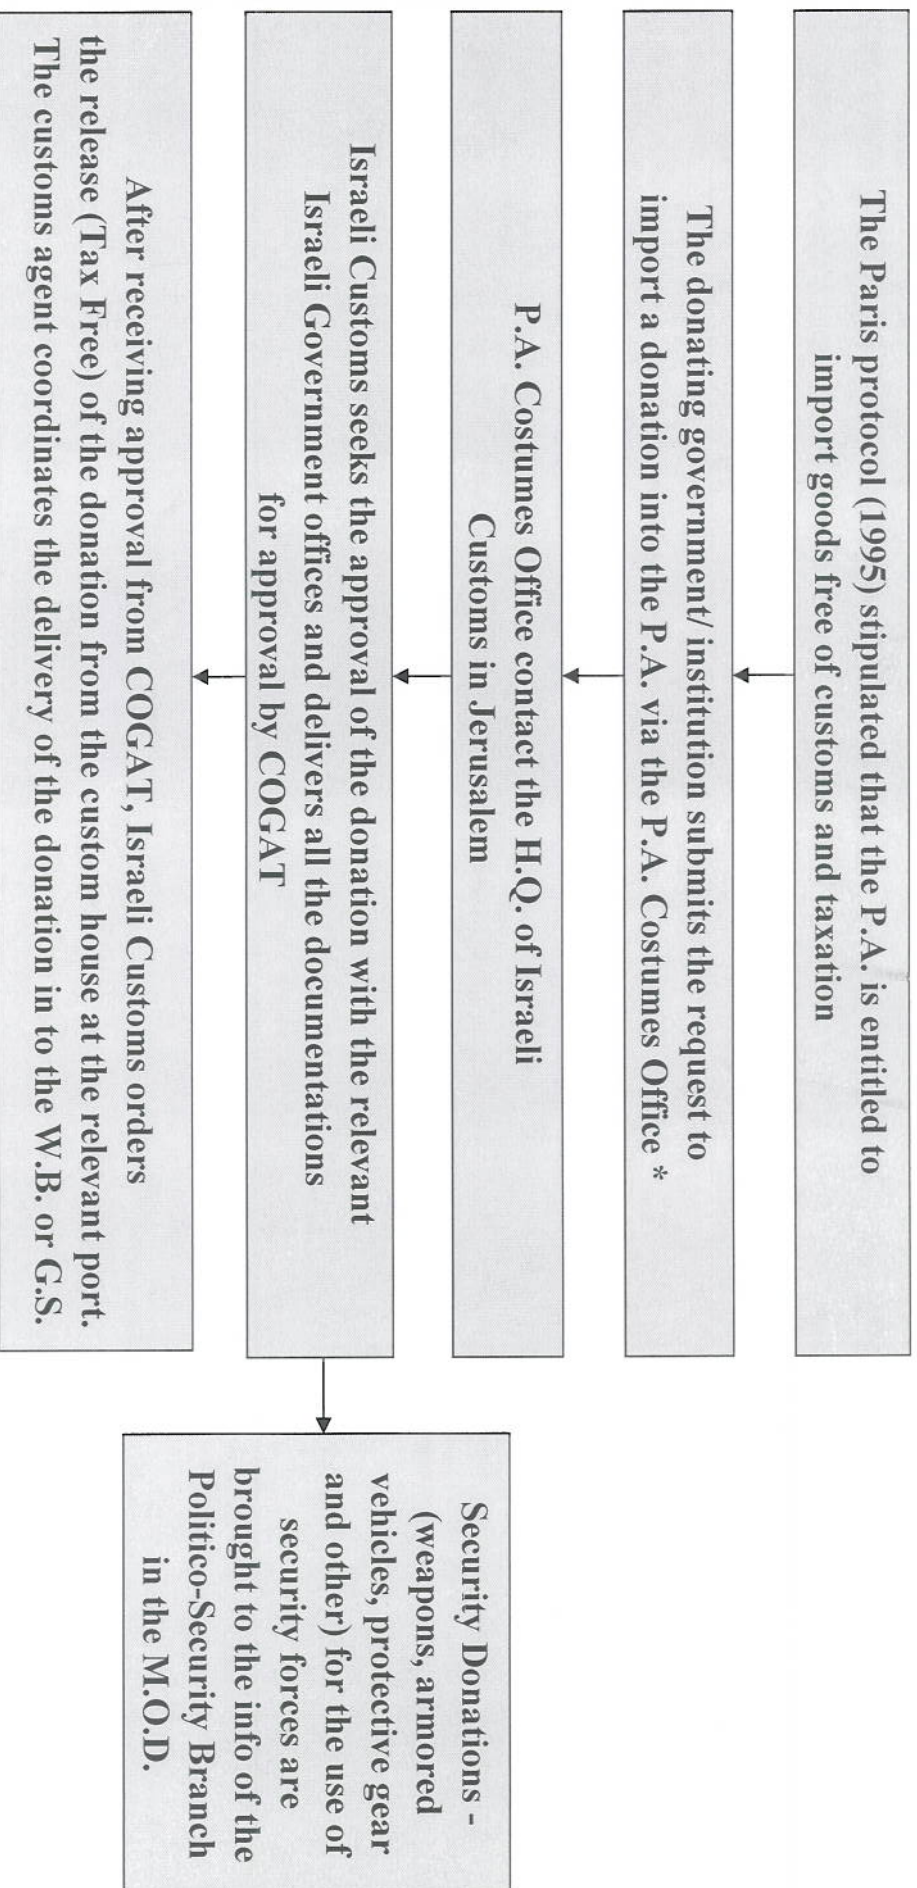 The Paris protocol (1995) stipulated that the P.A. is entitled to
import goods free of customs and taxation
The donating government/ institution submits the request to
import a donation into the P.A. via the P.A. Costumes Office *
P.A. Costumes Office contact the H.Q. of Israeli
Customs in Jerusalem
Israeli Customs seeks the approval of the donation with the relevant
Israeli Government offices and delivers all the documentations
for approval by COGAT
After receiving approval from COGAT, Israeli Customs orders
the release (Tax Free) of the donation from the custom house at the relevant port.
The customs agent coordinates the delivery of the donation in to the W.B. or G.S.
Security Donations -
(weapons, armored
vehicles, protective gear
and other) for the use of
security forces are
brought to the info of the
Politico-Security Branch
in the M.O.D.